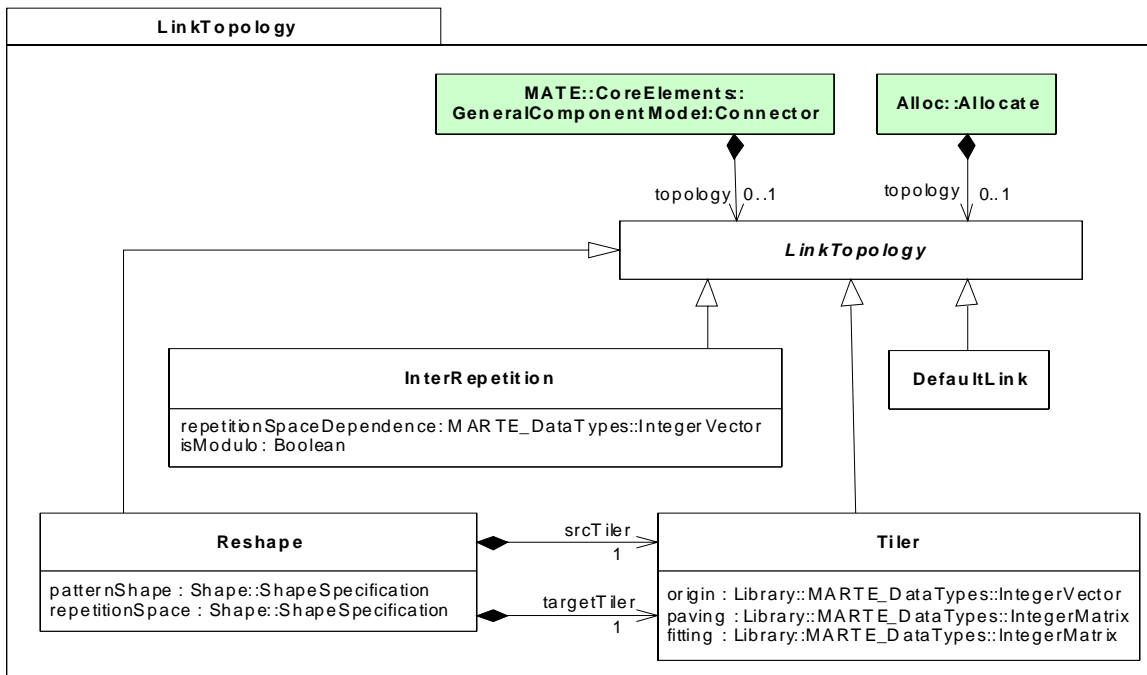 LinkTopology
MATE::CoreElements::
GeneralComponentModel::Connector
Alloc::Allocate
topology 0..1
topology 0..1
LinkTopology
InterRepetition
repetitionSpaceDependence: MARTE_DataTypes::IntegerVector
isModulo : Boolean
DefaultLink
Reshape
patternShape : Shape::ShapeSpecification
repetitionSpace : Shape::ShapeSpecification
srcTiler
1
targetTiler
1
Tiler
origin : Library::MARTE_DataTypes::IntegerVector
paving : Library::MARTE_DataTypes::IntegerMatrix
fitting : Library::MARTE_DataTypes::IntegerMatrix